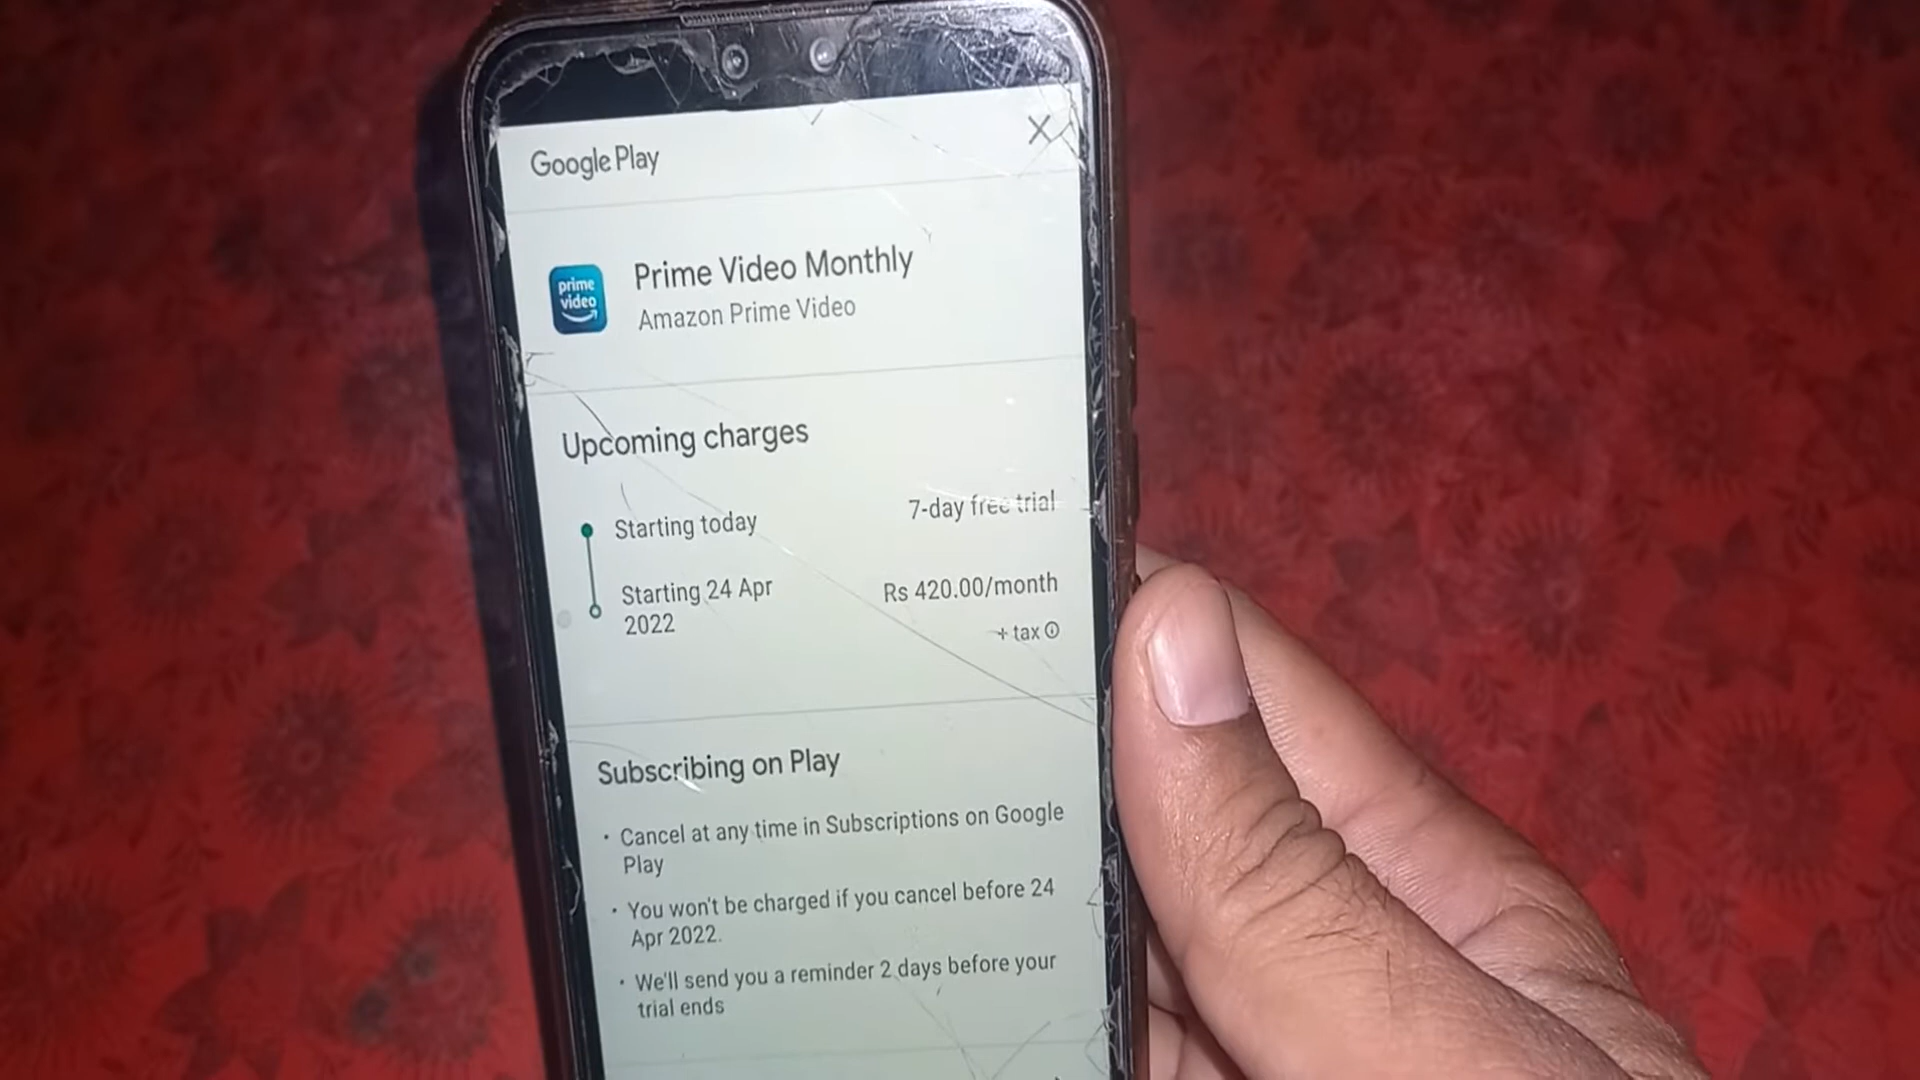 Google Play
prime
video
Prime Video Monthly
Amazon Prime Video
Upcoming charges
Starting today
7-day free trial
Starting 24 Apr
2022
Rs 420.00/month
+ tax
Subscribing on Play
• Cancel at any time in Subscriptions on Google
Play
• You won't be charged if you cancel before 24
Apr 2022.
• We'll send you a reminder 2 days before your
trial ends